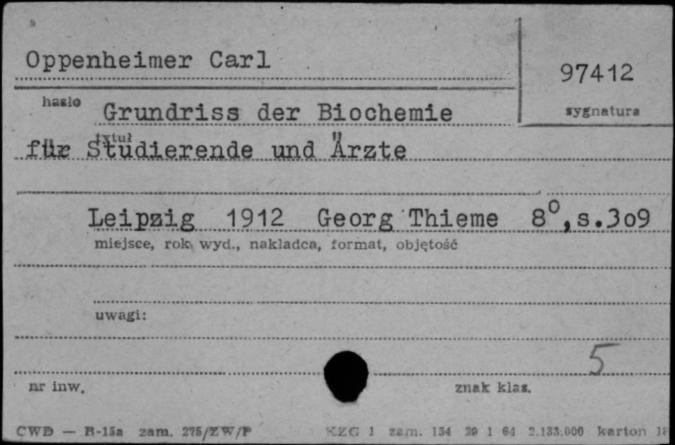 Oppenheimer Carl
97412
hasło
sygnatura
Grundriss der Biochemie
tytuł
für Studierende und Ärzte
Leipzig 1912 Georg Thieme 8⁰, s.3o9
miejsce, rok wyd., nakładca, format, objętość
uwagi:
5
nr inw.
znak klas.
CWD — B-15a zam. 275/ZW/P
KZG 1 zam. 134 29 1 64 2.133.000 karton